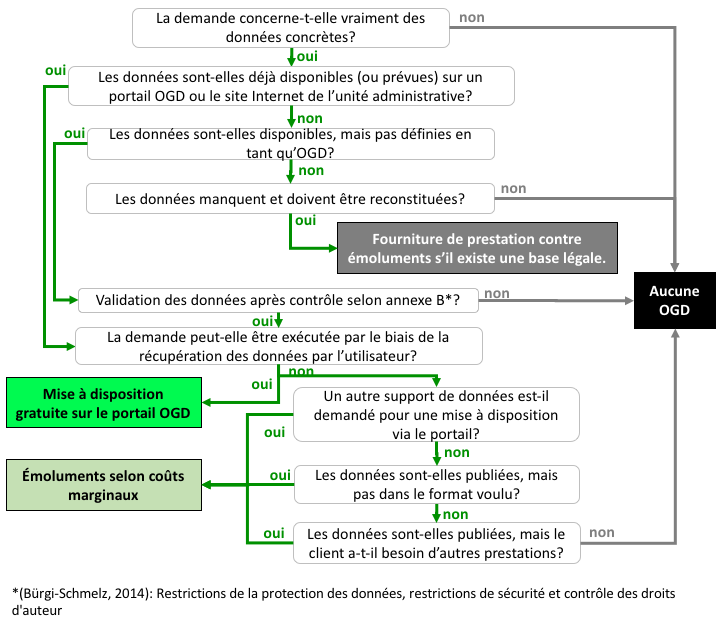 La demande concerne-t-elle vraiment des
données concrètes?
non
oui
oui
Les données sont-elles déjà disponibles (ou prévues) sur un
portail OGD ou le site Internet de l'unité administrative?
non
oui
Les données sont-elles disponibles, mais pas définies en
tant qu'OGD?
non
Les données manquent et doivent être reconstituées?
non
oui
Fourniture de prestation contre
émoluments s'il existe une base légale.
Aucune
OGD
Validation des données après contrôle selon annexe B*?
non
oui
La demande peut-elle être exécutée par le biais de la
récupération des données par l'utilisateur?
non
oui
Mise à disposition
gratuite sur le portail OGD
Un autre support de données est-il
demandé pour une mise à disposition
via le portail?
oui
non
Émoluments selon coûts
marginaux
oui
Les données sont-elles publiées, mais
pas dans le format voulu?
non
oui
Les données sont-elles publiées, mais le
client a-t-il besoin d'autres prestations?
non
*(Bürgi-Schmelz, 2014): Restrictions de la protection des données, restrictions de sécurité et contrôle des droits
d'auteur